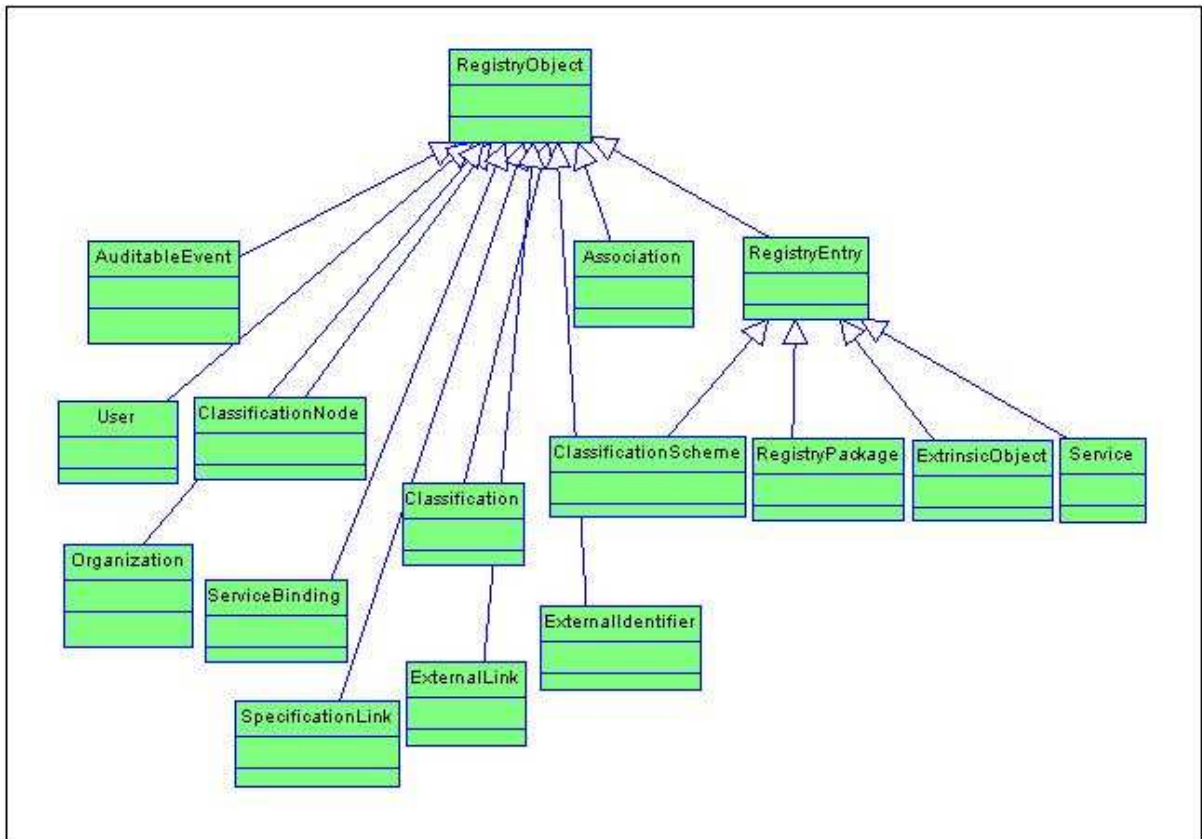 RegistryObject
AuditableEvent
Association
RegistryEntry
User
ClassificationNode
ClassificationScheme
RegistryPackage
ExtrinsicObject
Service
Classification
Organization
ServiceBinding
ExternalIdentifier
ExternalLink
SpecificationLink